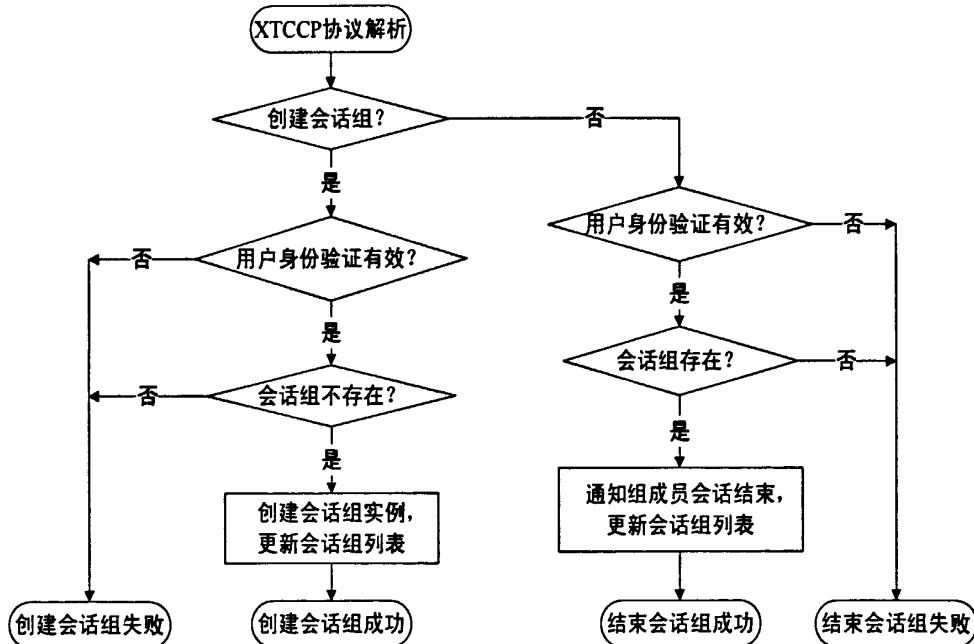 XTCCP协议解析
创建会话组?
否
是
用户身份验证有效?
否
用户身份验证有效?
否
是
是
会话组存在?
否
会话组不存在?
否
是
是
创建会话组实例,
更新会话组列表
通知组成员会话结束,
更新会话组列表
创建会话组失败
创建会话组成功
结束会话组成功
结束会话组失败